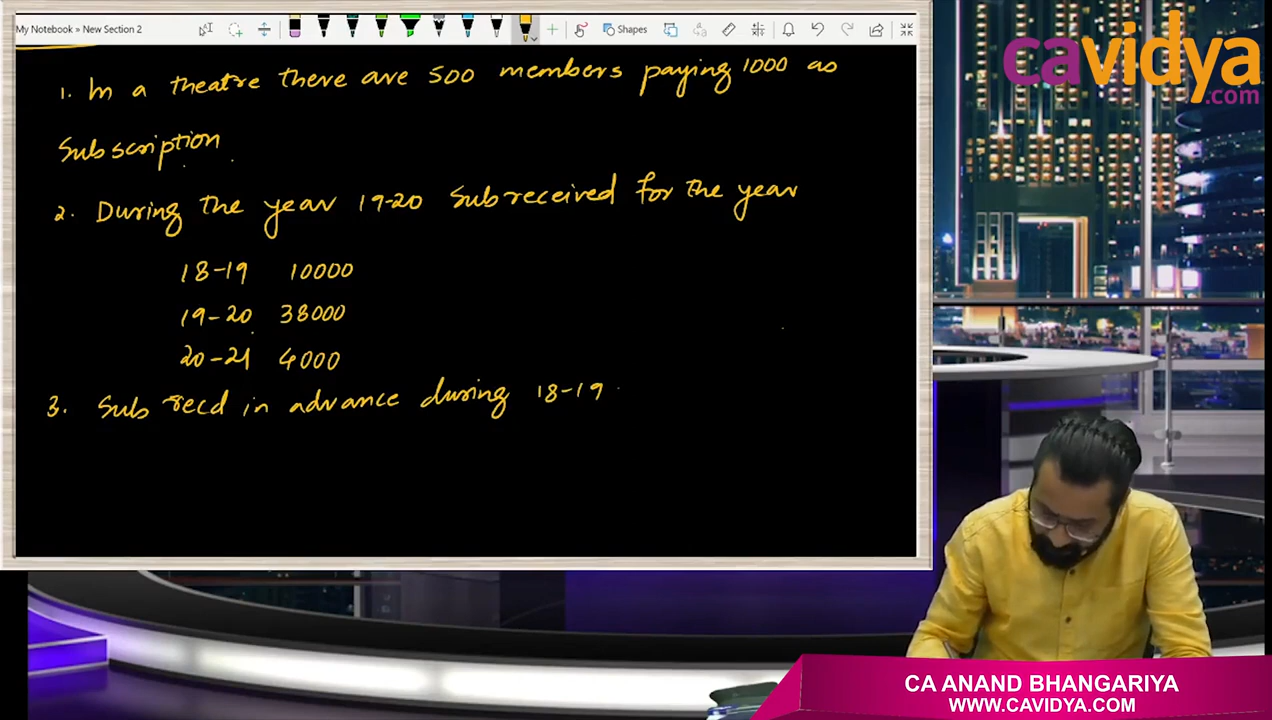 My Notebook » New Section 2
Shapes
cavidya
.com
1. In a theatre there are 500 members paying 1000 as
Subscription
2. During the year 19-20 Sub received for the year
18-19 10000
19-20 38000
20-21 4000
3. Sub recd in advance during 18-19
CA ANAND BHANGARIYA
WWW.CAVIDYA.COM